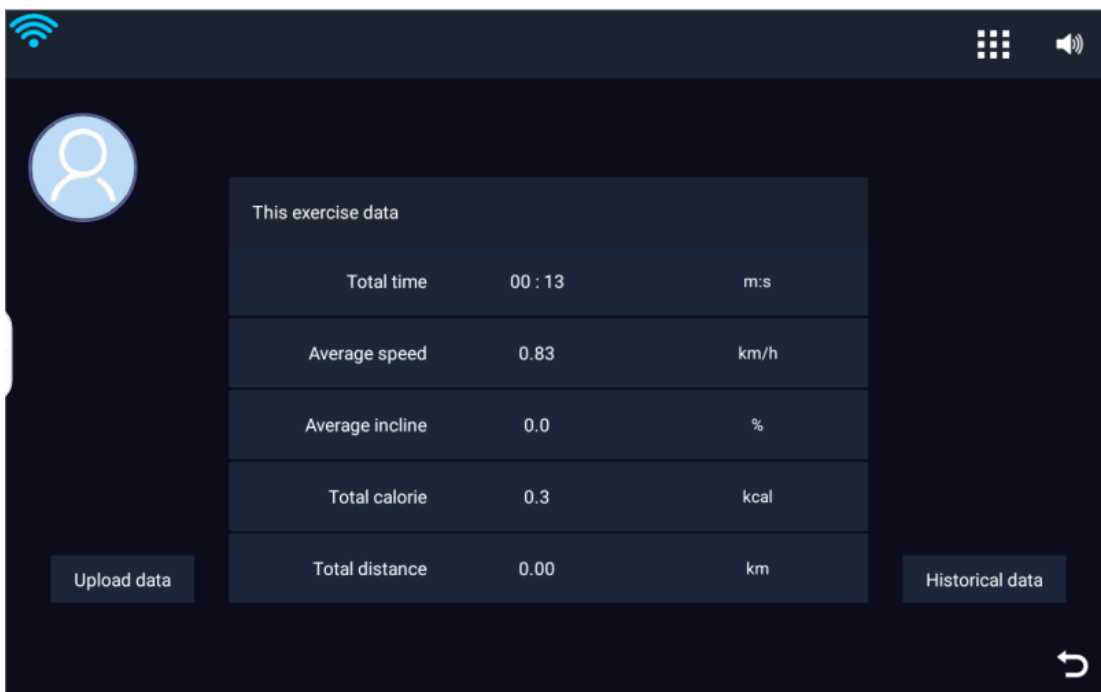 This exercise data
Total time 00 : 13 m:s
Average speed 0.83 km/h
Average incline 0.0 %
Total calorie 0.3 kcal
Total distance 0.00 km
Upload data
Historical data